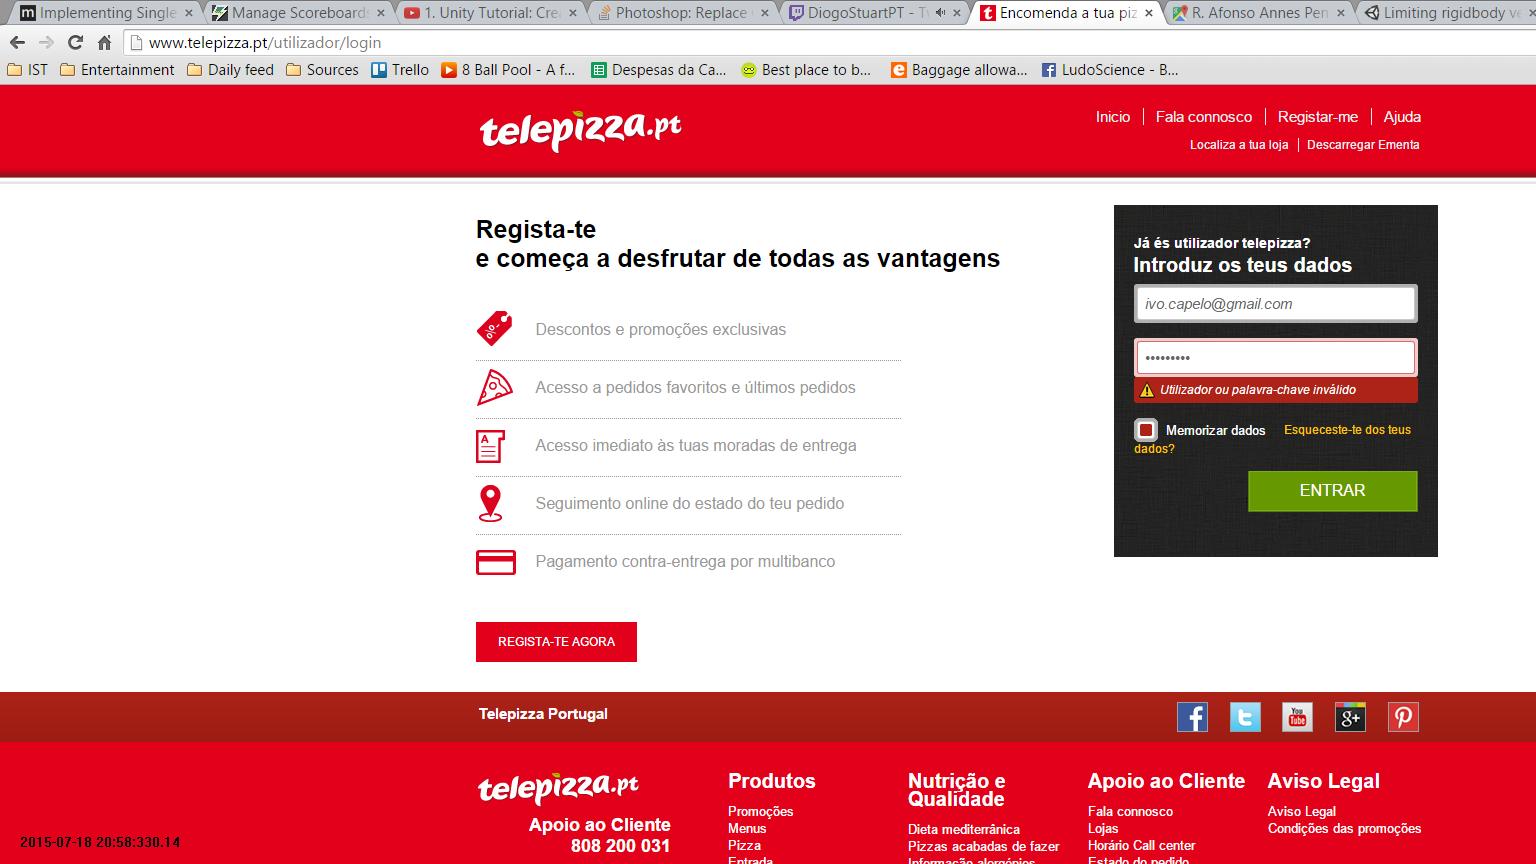 Implementing Single
Manage Scoreboard
1. Unity Tutorial: Cre
Photoshop: Replace
DiogoStuartPT - Tw
Encomenda a tua piz
R. Afonso Annes Pen
Limiting rigidbody ve
www.telepizza.pt/utilizador/login
IST
Entertainment
Daily feed
Sources
Trello
8 Ball Pool - A f...
Despesas da Ca...
Best place to b...
Baggage allowa...
LudoScience - B...
telepizza.pt
Inicio
Fala connosco
Registar-me
Ajuda
Localiza a tua loja
Descarregar Ementa
Regista-te
e começa a desfrutar de todas as vantagens
Descontos e promoções exclusivas
Acesso a pedidos favoritos e últimos pedidos
Acesso imediato às tuas moradas de entrega
Seguimento online do estado do teu pedido
Pagamento contra-entrega por multibanco
REGISTA-TE AGORA
Já és utilizador telepizza?
Introduz os teus dados
ivo.capelo@gmail.com
•••••••••
Utilizador ou palavra-chave inválido
Memorizar dados
Esqueceste-te dos teus
dados?
ENTRAR
Telepizza Portugal
telepizza.pt
Apoio ao Cliente
808 200 031
Produtos
Promoções
Menus
Pizza
Entrada
Nutrição e
Qualidade
Dieta mediterrânica
Pizzas acabadas de fazer
Informação alergénios
Apoio ao Cliente
Fala connosco
Lojas
Horário Call center
Estado do pedido
Aviso Legal
Aviso Legal
Condições das promoções
2015-07-18 20:58:330.14